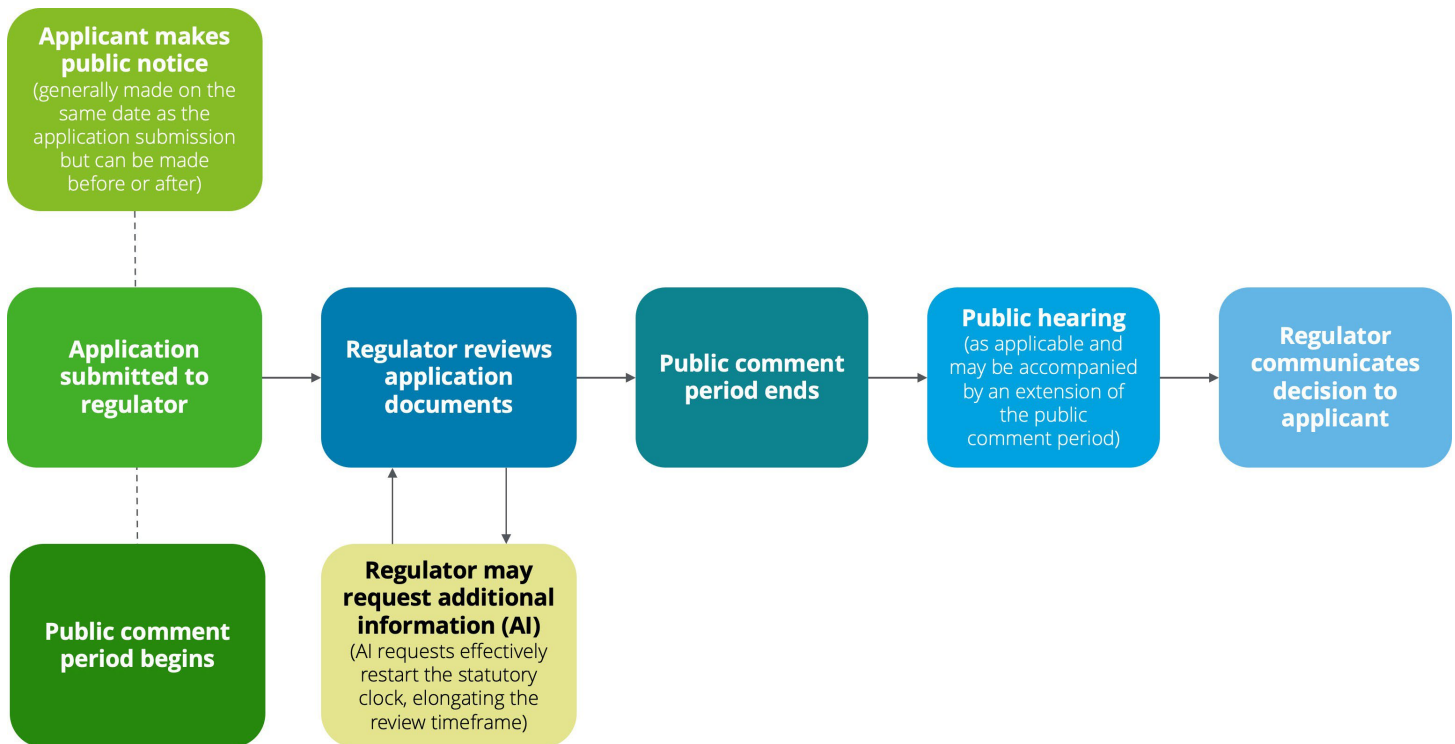 Applicant makes
public notice
(generally made on the
same date as the
application submission
but can be made
before or after)
Application
submitted to
regulator
Regulator reviews
application
documents
Public comment
period ends
Public hearing
(as applicable and
may be accompanied
by an extension of
the public
comment period)
Regulator
communicates
decision to
applicant
Public comment
period begins
Regulator may
request additional
information (AI)
(AI requests effectively
restart the statutory
clock, elongating the
review timeframe)